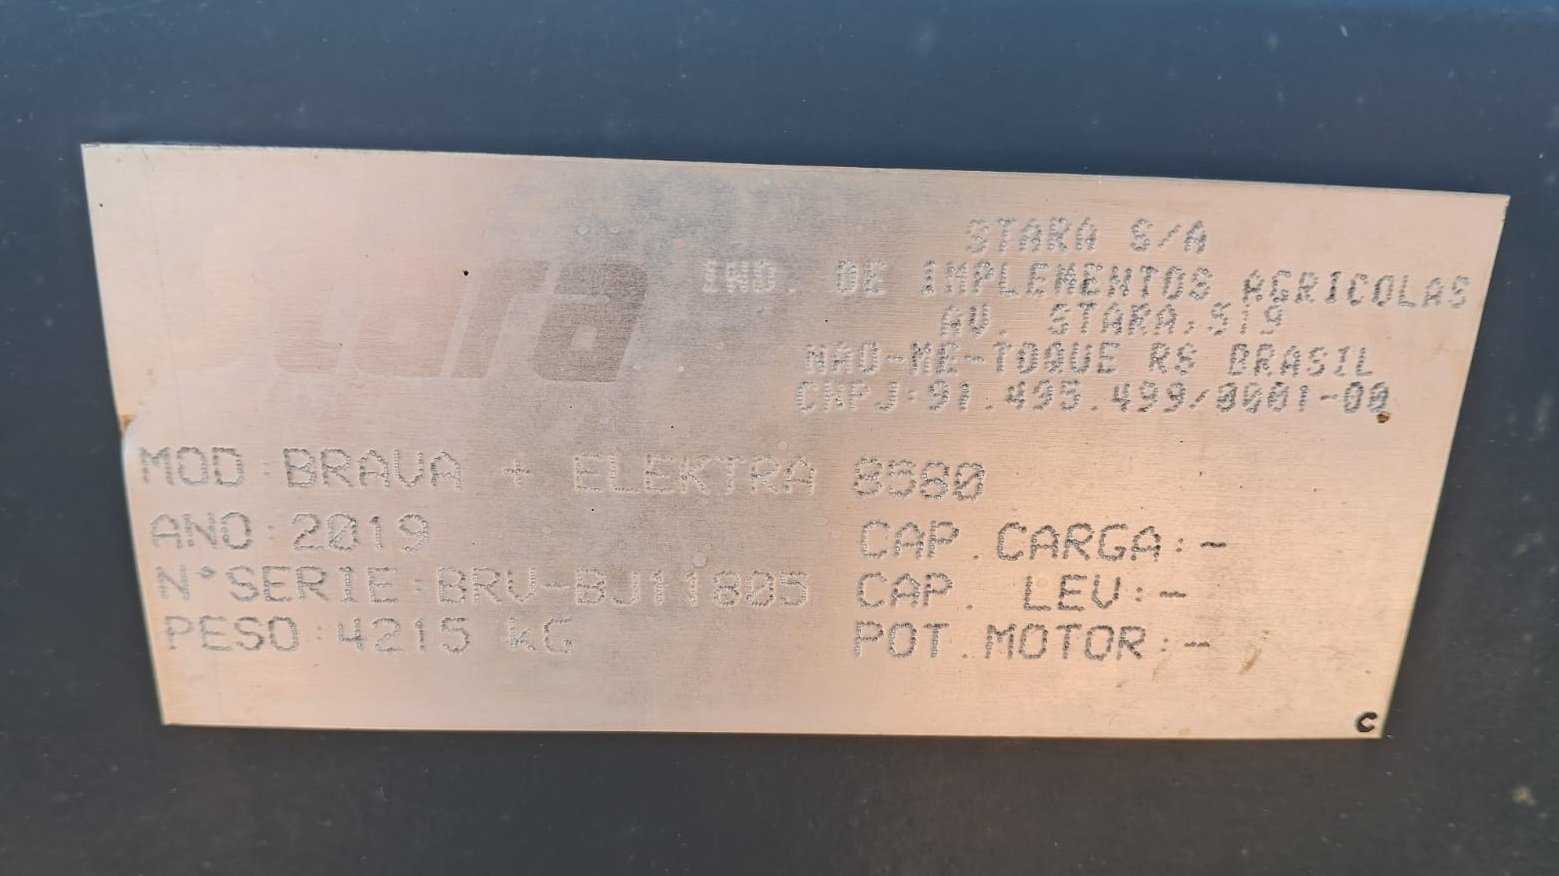 STARA S/A
IND. DE IMPLEMENTOS AGRICOLAS
AV. STARA,519
NAO-ME-TOQUE RS BRASIL
CNPJ:91.495.499/0001-00
MOD:BRAVA + ELEKTRA 8580
ANO:2019
CAP.CARGA:-
N°SERIE:BRV-BJ11805
CAP. LEV:-
PESO:4215 KG
POT.MOTOR:-
C